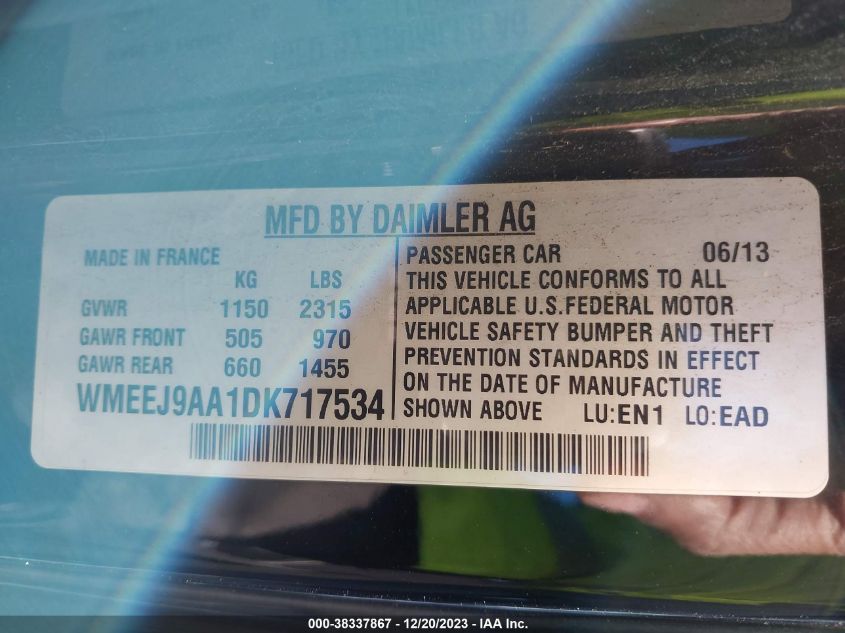 MFD BY DAIMLER AG
MADE IN FRANCE
KG LBS
GVWR 1150 2315
GAWR FRONT 505 970
GAWR REAR 660 1455
WMEEJ9AA1DK717534
PASSENGER CAR 06/13
THIS VEHICLE CONFORMS TO ALL
APPLICABLE U.S.FEDERAL MOTOR
VEHICLE SAFETY BUMPER AND THEFT
PREVENTION STANDARDS IN EFFECT
ON THE DATE OF MANUFACTURE
SHOWN ABOVE LU:EN1 LO:EAD
000-38337867 - 12/20/2023 - IAA Inc.